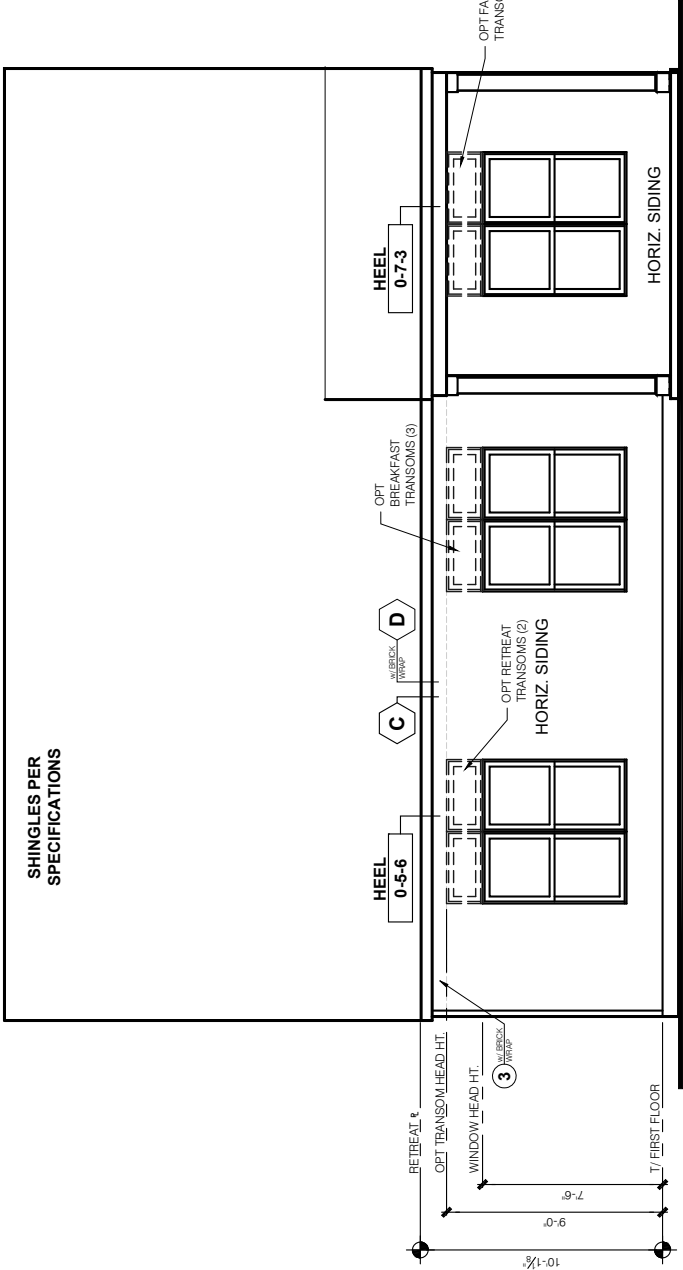 SHINGLES PER
SPECIFICATIONS
HEEL
0-7-3
OPT
TRANSO
OPT
BREAKFAST
TRANSOMS (3)
HEEL
0-5-6
C
w/ BRICK
WRAP
D
OPT RETREAT
TRANSOMS (2)
HORIZ. SIDING
HORIZ. SIDING
RETREAT ℄
OPT TRANSOM HEAD HT.
3
w/ BRICK
WRAP
WINDOW HEAD HT.
T/ FIRST FLOOR
7'-6"
9'-0"
10'-1⅛"